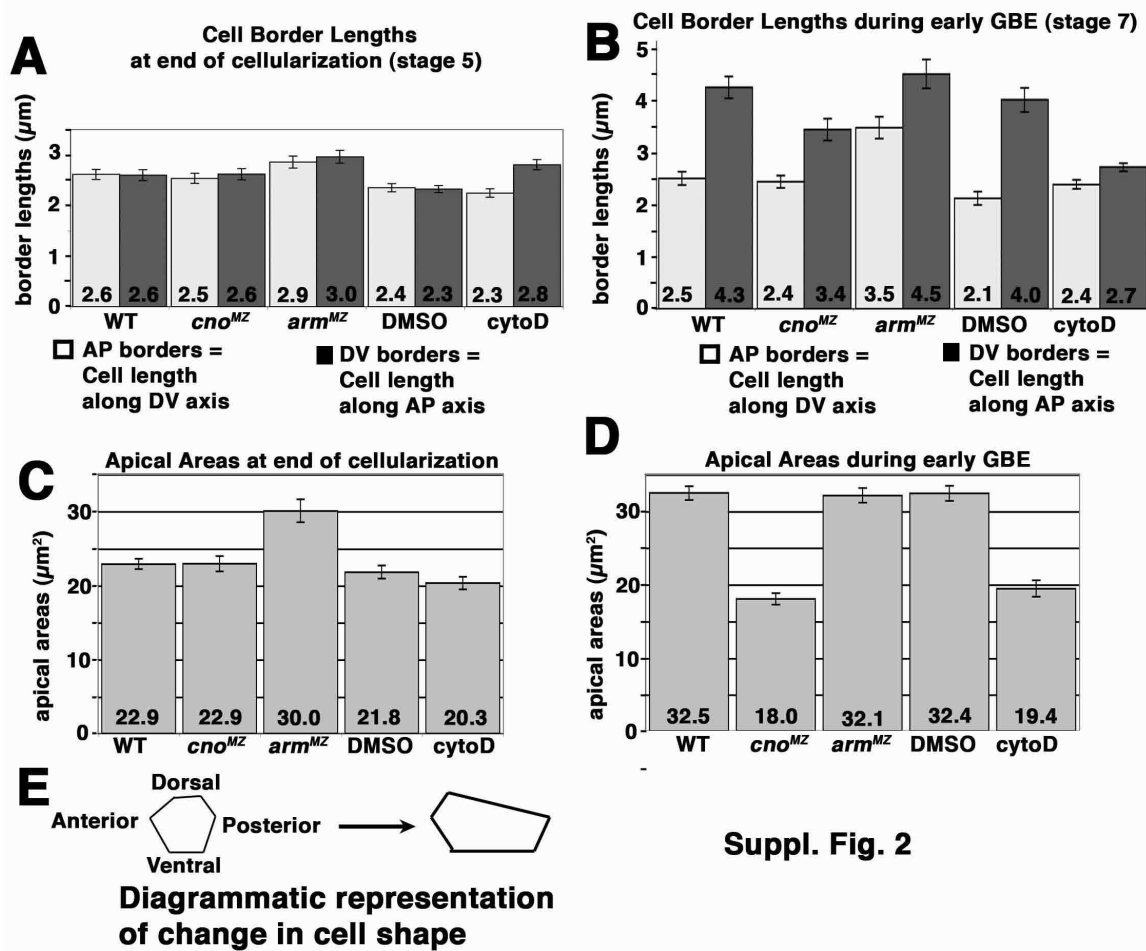 A
Cell Border Lengths
at end of cellularization (stage 5)
border lengths (µm)
3
2
1
0
2.6 2.6 2.5 2.6 2.9 3.0 2.4 2.3 2.3 2.8
WT cno^MZ arm^MZ DMSO cytoD
AP borders =
Cell length
along DV axis
DV borders =
Cell length
along AP axis
B
Cell Border Lengths during early GBE (stage 7)
border lengths (µm)
5
4
3
2
1
0
2.5 4.3 2.4 3.4 3.5 4.5 2.1 4.0 2.4 2.7
WT cno^MZ arm^MZ DMSO cytoD
AP borders =
Cell length
along DV axis
DV borders =
Cell length
along AP axis
C
Apical Areas at end of cellularization
apical areas (µm²)
30
20
10
0
22.9 22.9 30.0 21.8 20.3
WT cno^MZ arm^MZ DMSO cytoD
D
Apical Areas during early GBE
apical areas (µm²)
30
20
10
0
32.5 18.0 32.1 32.4 19.4
WT cno^MZ arm^MZ DMSO cytoD
E
Dorsal
Anterior Posterior
Ventral
Diagrammatic representation
of change in cell shape
Suppl. Fig. 2